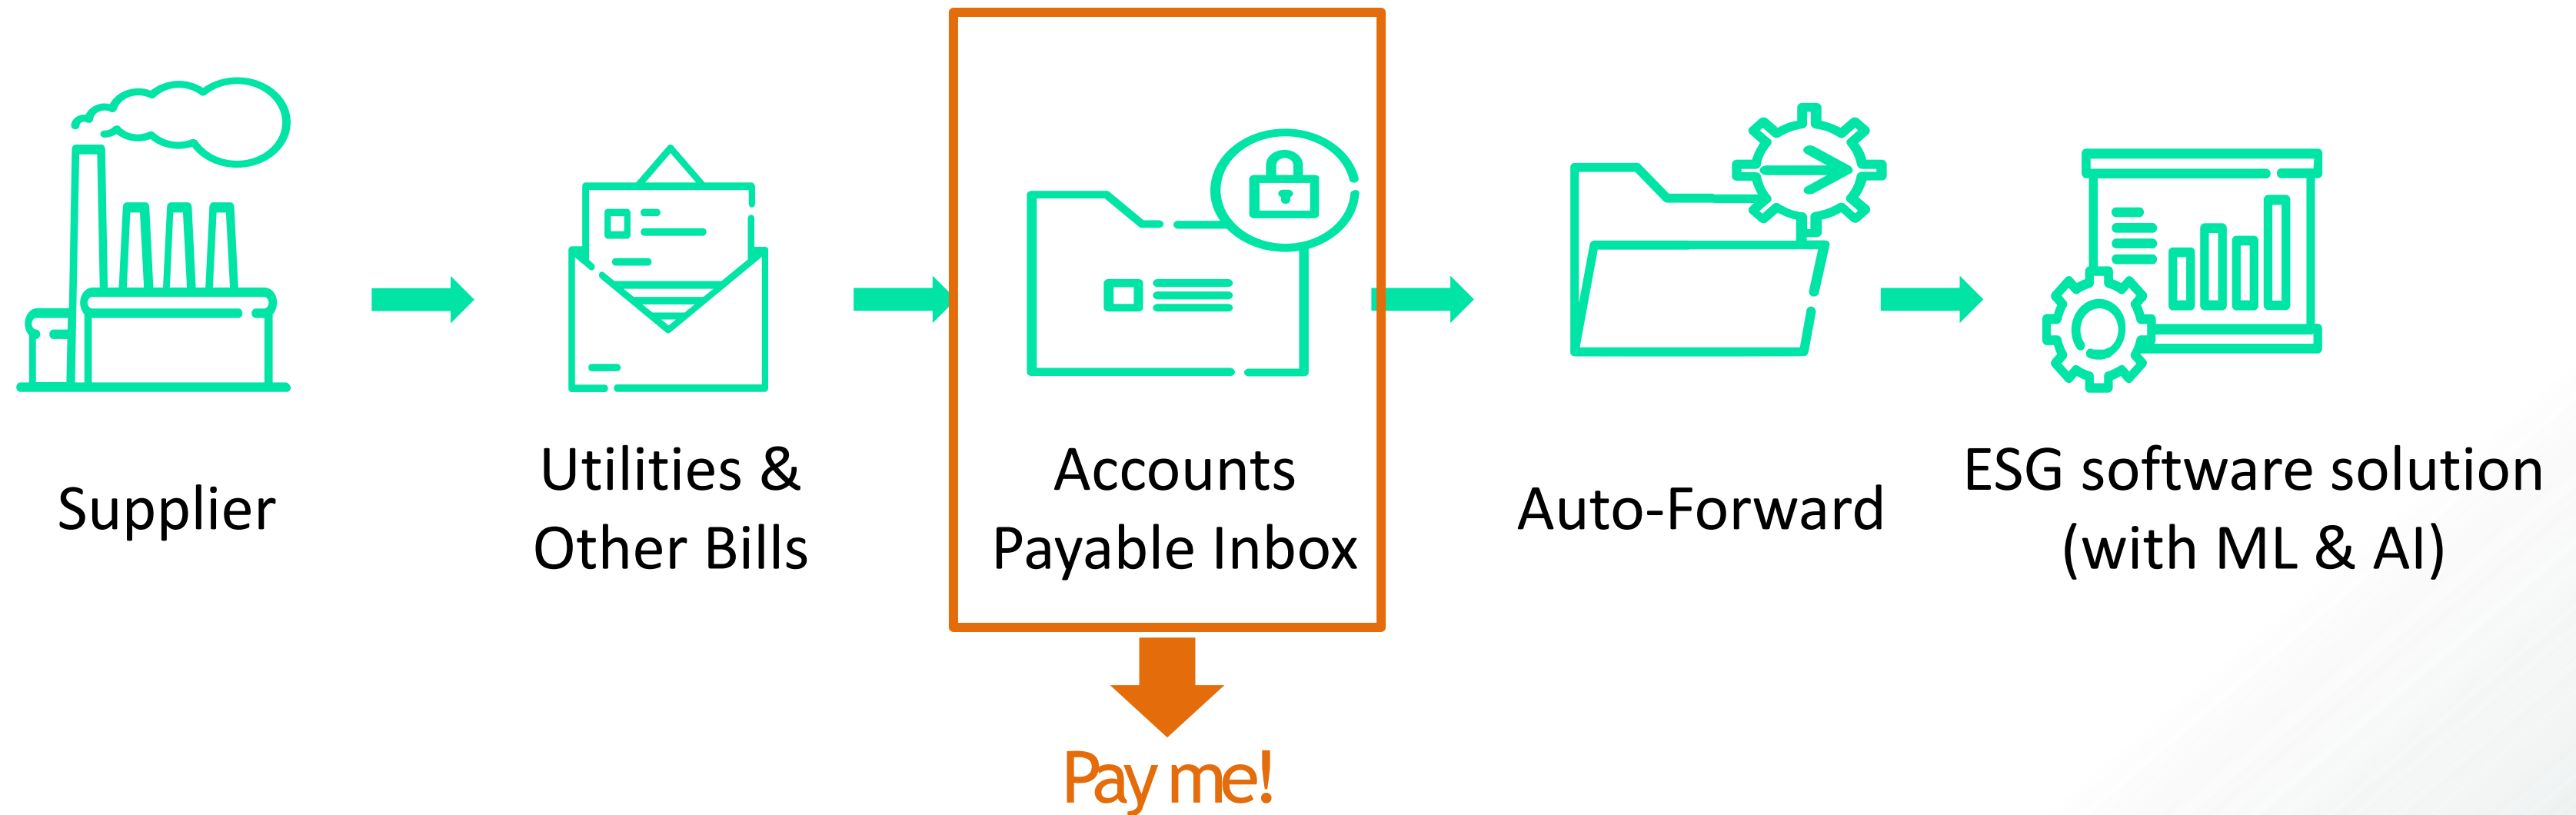 Supplier
Utilities &
Other Bills
Accounts
Payable Inbox
Auto-Forward
ESG software solution
(with ML & AI)
Pay me!